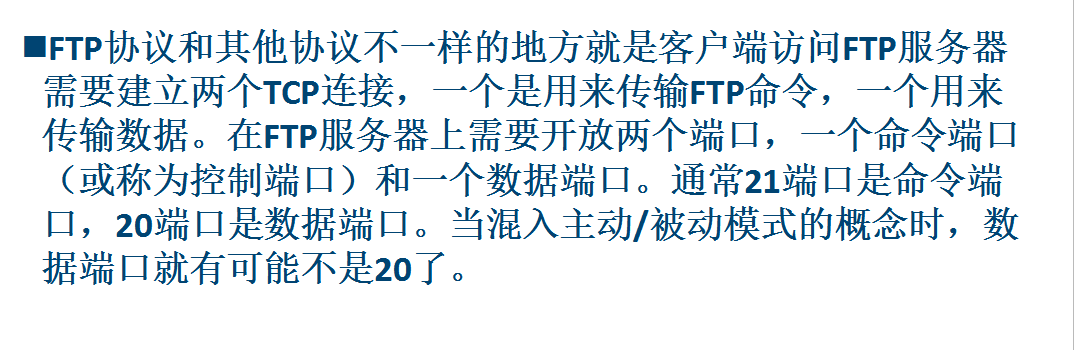 ■FTP协议和其他协议不一样的地方就是客户端访问FTP服务器
需要建立两个TCP连接，一个是用来传输FTP命令，一个用来
传输数据。在FTP服务器上需要开放两个端口，一个命令端口
（或称为控制端口）和一个数据端口。通常21端口是命令端
口，20端口是数据端口。当混入主动/被动模式的概念时，数
据端口就有可能不是20了。